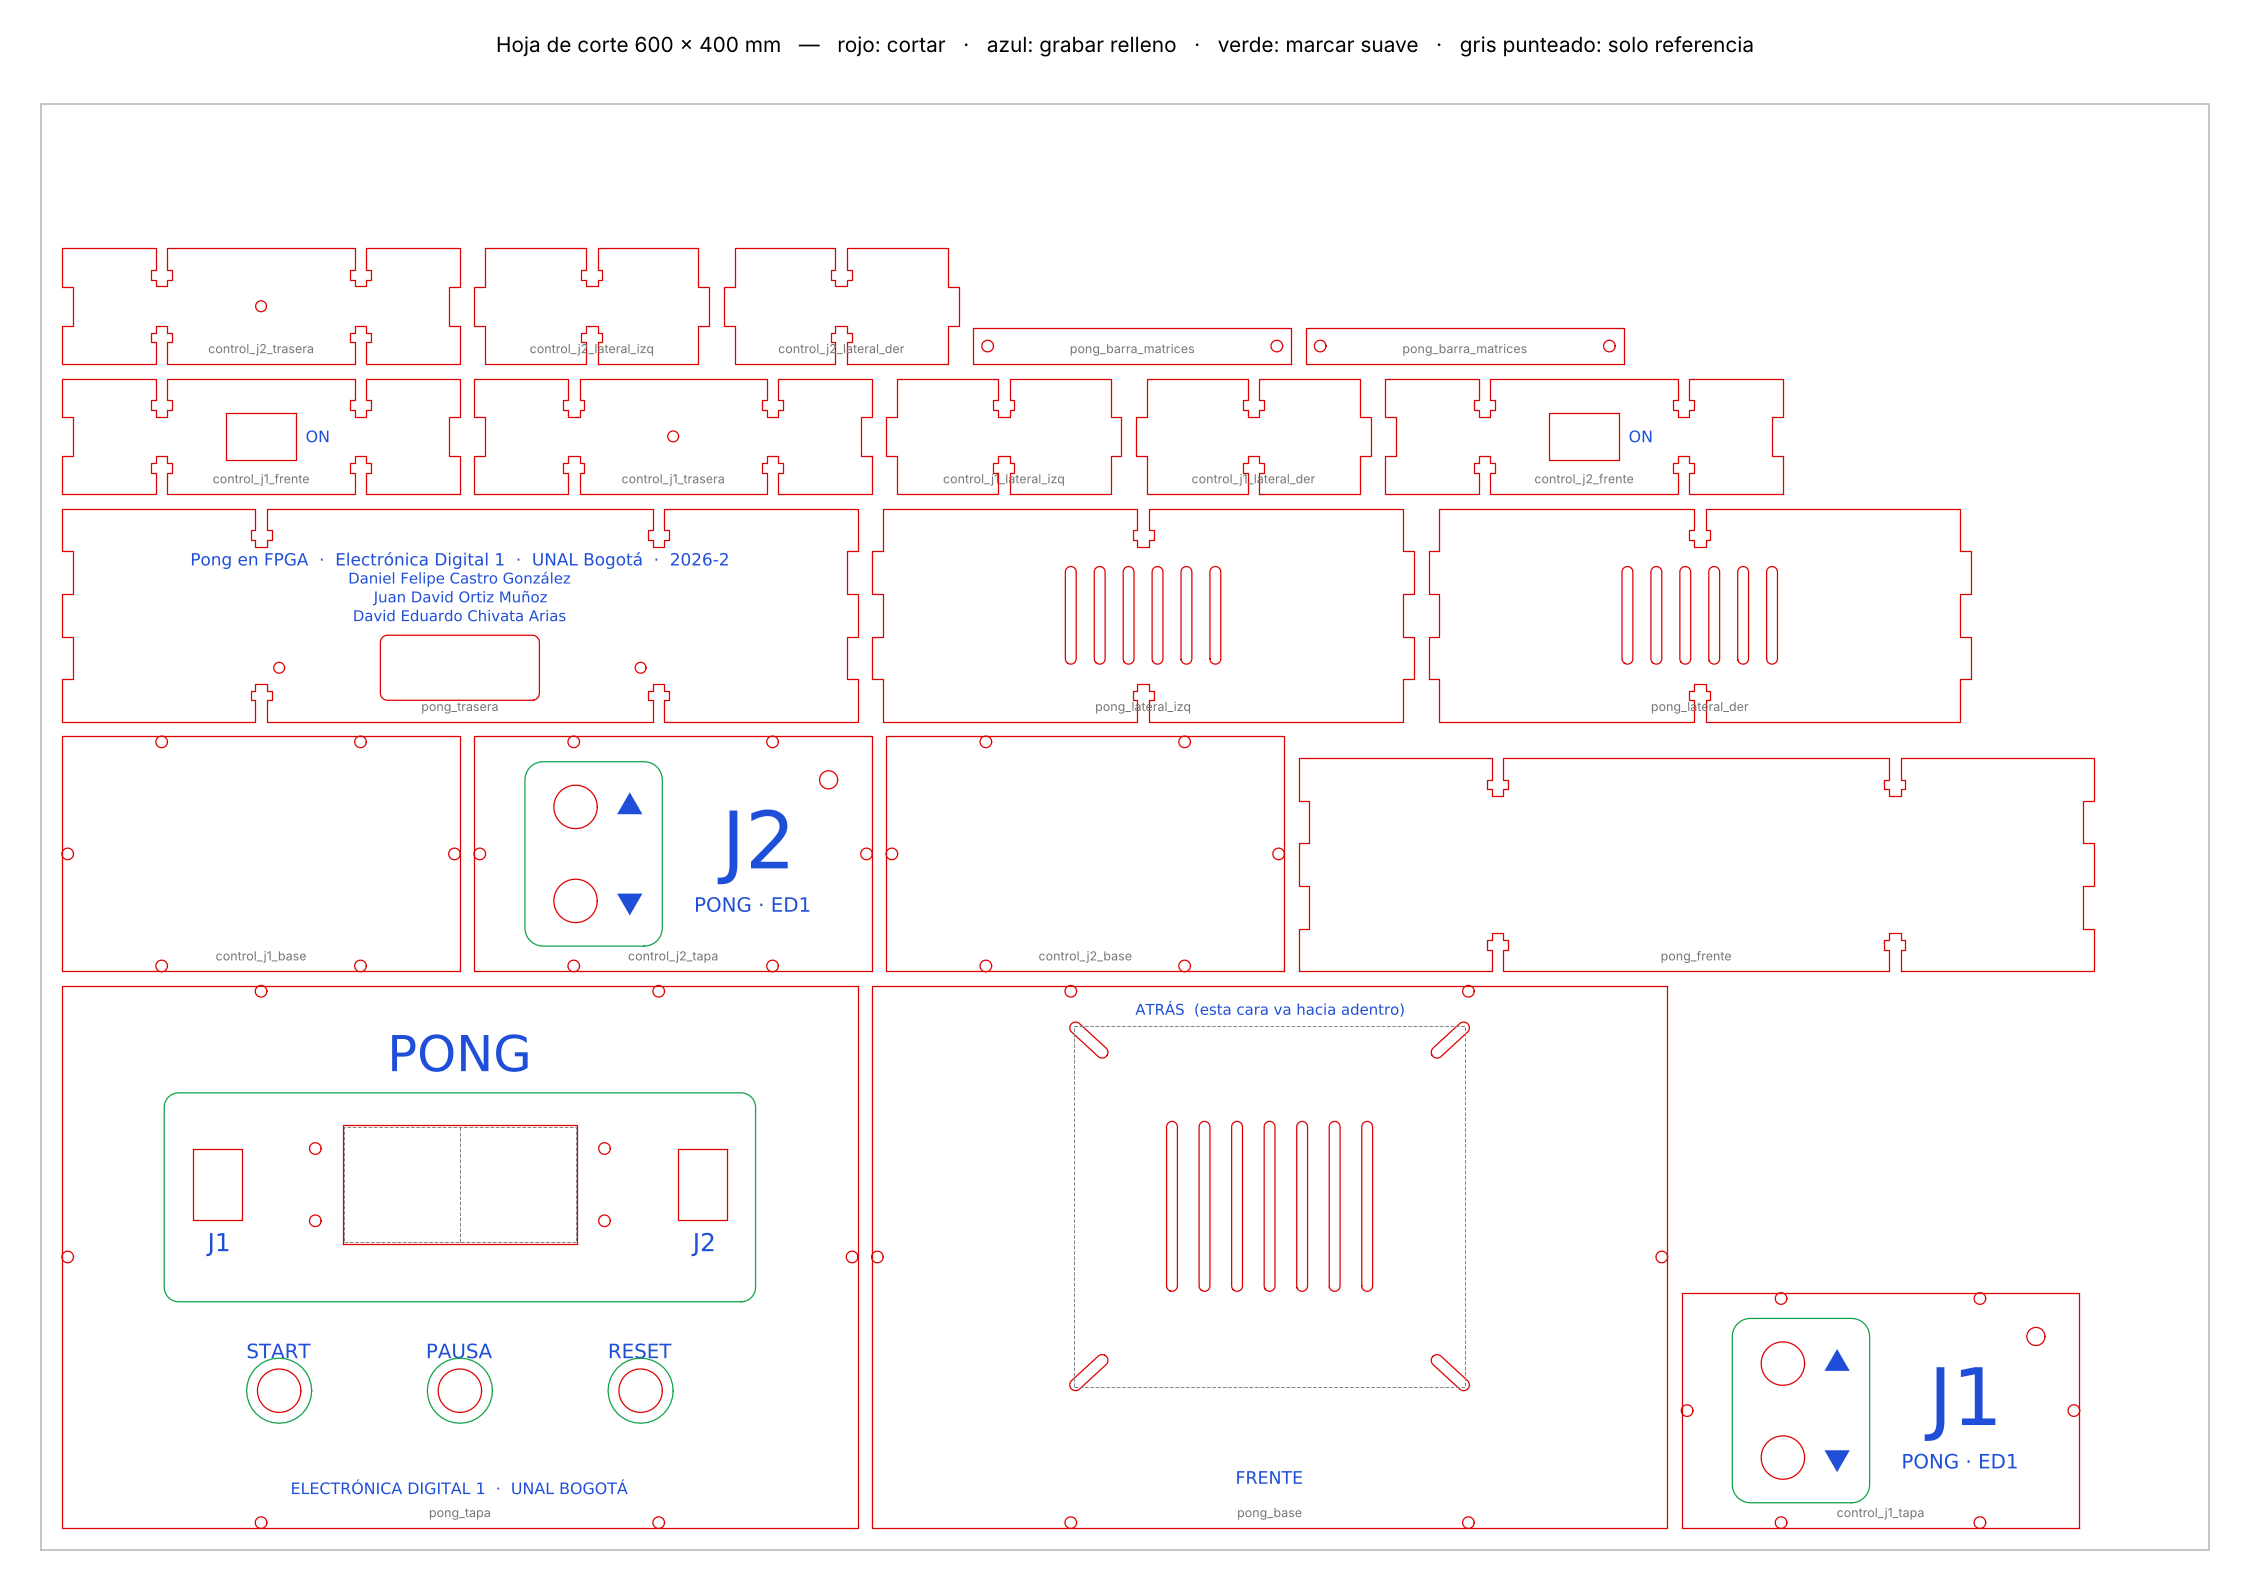 Hoja de corte 600 × 400 mm — rojo: cortar · azul: grabar relleno · verde: marcar suave · gris punteado: solo referencia
control_j2_trasera
control_j2_lateral_izq
control_j2_lateral_der
pong_barra_matrices
pong_barra_matrices
ON
control_j1_frente
control_j1_trasera
control_j1_lateral_izq
control_j1_lateral_der
ON
control_j2_frente
Pong en FPGA · Electrónica Digital 1 · UNAL Bogotá · 2026-2
Daniel Felipe Castro González
Juan David Ortiz Muñoz
David Eduardo Chivata Arias
pong_trasera
pong_lateral_izq
pong_lateral_der
control_j1_base
J2
PONG · ED1
control_j2_tapa
control_j2_base
pong_frente
PONG
J1
J2
START
PAUSA
RESET
ELECTRÓNICA DIGITAL 1 · UNAL BOGOTÁ
pong_tapa
ATRÁS (esta cara va hacia adentro)
FRENTE
pong_base
J1
PONG · ED1
control_j1_tapa